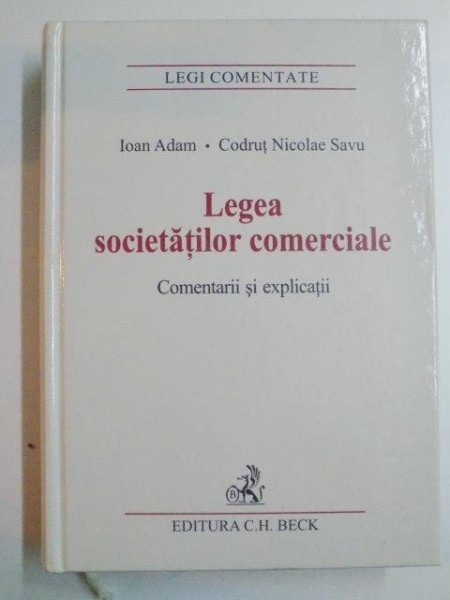 LEGI COMENTATE
Ioan Adam • Codruț Nicolae Savu
Legea
societăților comerciale
Comentarii și explicații
B
EDITURA C.H. BECK